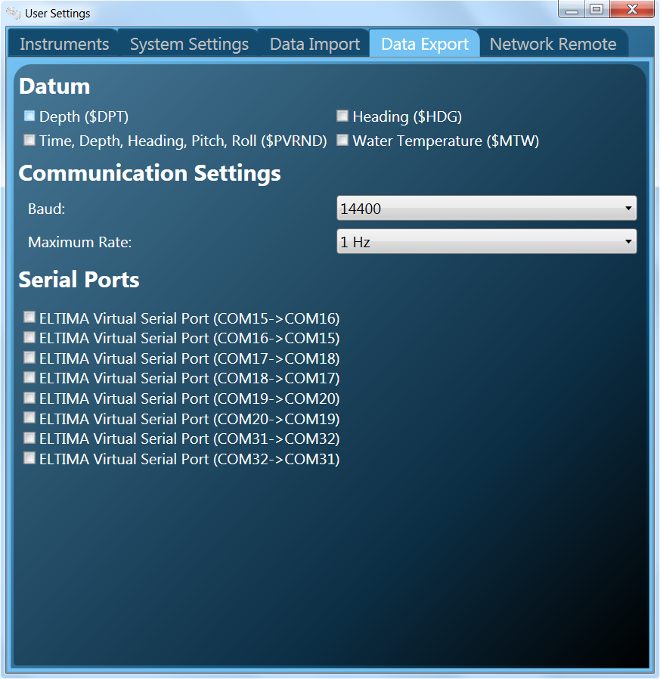 User Settings
Instruments System Settings Data Import Data Export Network Remote
Datum
Depth ($DPT) Heading ($HDG)
Time, Depth, Heading, Pitch, Roll ($PVRND) Water Temperature ($MTW)
Communication Settings
Baud: 14400
Maximum Rate: 1 Hz
Serial Ports
ELTIMA Virtual Serial Port (COM15->COM16)
ELTIMA Virtual Serial Port (COM16->COM15)
ELTIMA Virtual Serial Port (COM17->COM18)
ELTIMA Virtual Serial Port (COM18->COM17)
ELTIMA Virtual Serial Port (COM19->COM20)
ELTIMA Virtual Serial Port (COM20->COM19)
ELTIMA Virtual Serial Port (COM31->COM32)
ELTIMA Virtual Serial Port (COM32->COM31)